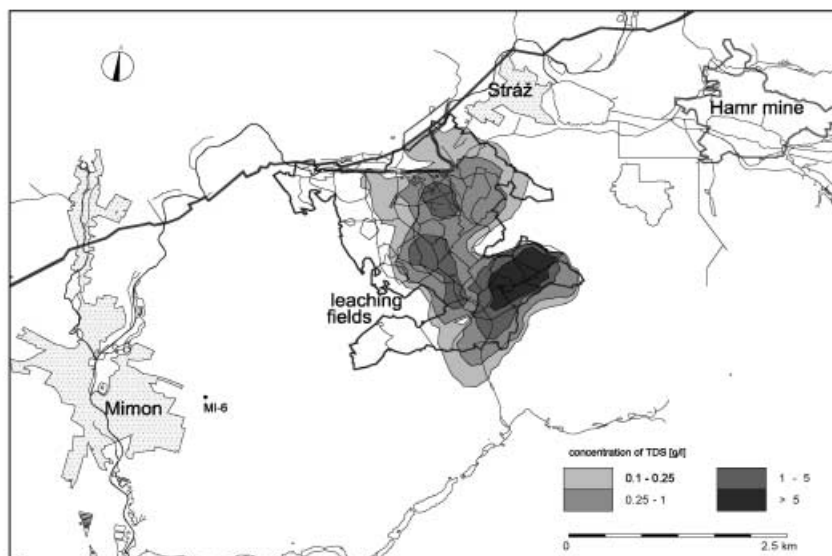 Stráž
Hamr mine
leaching
fields
Mimon
MI-6
concentration of TDS [g/l]
0.1 - 0.25
1 - 5
0.25 - 1
> 5
0
2.5 km